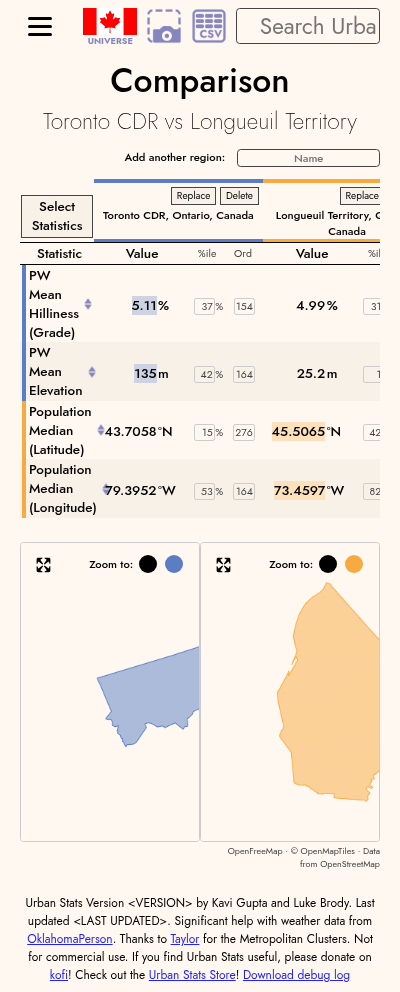 UNIVERSE
CSV
Search Urba
Comparison
Toronto CDR vs Longueuil Territory
Add another region:
Name
Replace
Delete
Replace
Select
Statistics
Toronto CDR, Ontario, Canada
Longueuil Territory, C
Canada
Statistic
Value
%ile
Ord
Value
%il
PW
Mean
Hilliness
(Grade)
5.11%
37%
154
4.99%
31
PW
Mean
Elevation
135m
42%
164
25.2m
1
Population
Median
(Latitude)
43.7058°N
15%
276
45.5065°N
42
Population
Median
(Longitude)
79.3952°W
53%
164
73.4597°W
82
Zoom to:
Zoom to:
OpenFreeMap · © OpenMapTiles · Data
from OpenStreetMap
Urban Stats Version <VERSION> by Kavi Gupta and Luke Brody. Last
updated <LAST UPDATED>. Significant help with weather data from
OklahomaPerson. Thanks to Taylor for the Metropolitan Clusters. Not
for commercial use. If you find Urban Stats useful, please donate on
kofi! Check out the Urban Stats Store! Download debug log